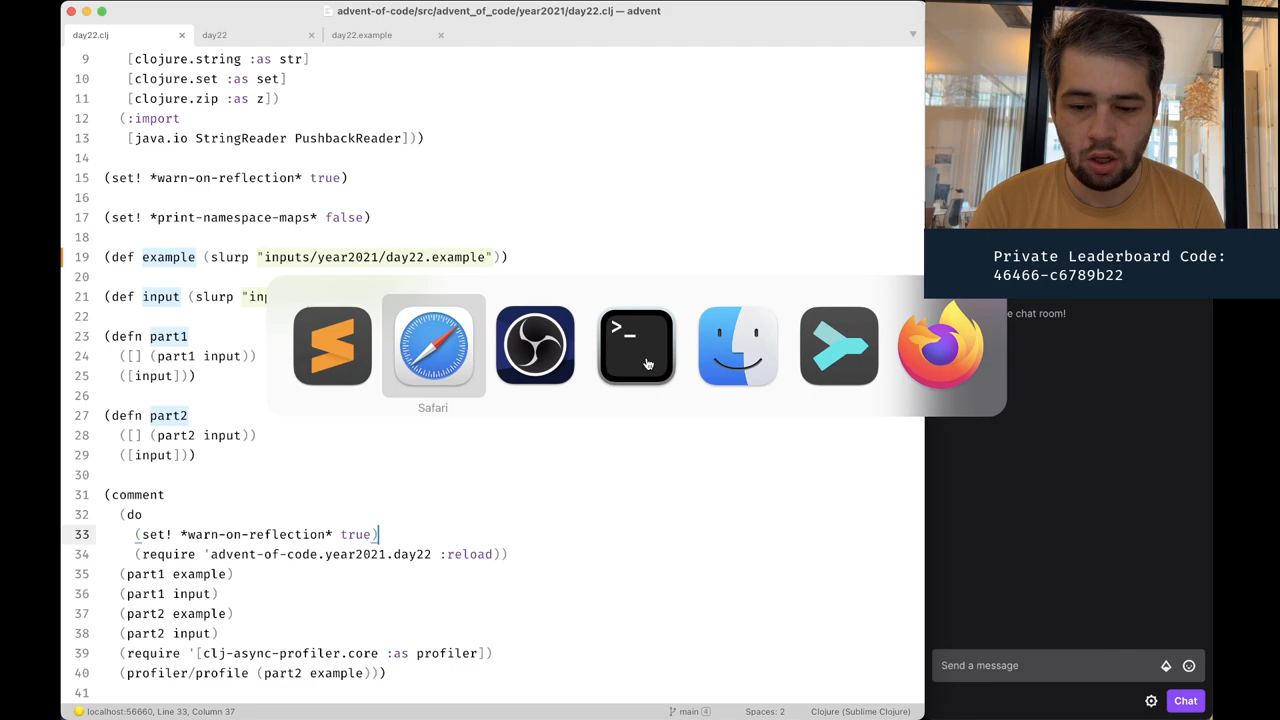 advent-of-code/src/advent_of_code/year2021/day22.clj — advent
day22.clj
day22
day22.example
9 [clojure.string :as str]
10 [clojure.set :as set]
11 [clojure.zip :as z])
12 (:import
13 [java.io StringReader PushbackReader]))
14
15 (set! *warn-on-reflection* true)
16
17 (set! *print-namespace-maps* false)
18
19 (def example (slurp "inputs/year2021/day22.example"))
20
21 (def input (slurp "in
22
23 (defn part1
24 ([] (part1 input))
25 ([input]))
26
27 (defn part2
28 ([] (part2 input))
29 ([input]))
30
31 (comment
32 (do
33 (set! *warn-on-reflection* true)
34 (require 'advent-of-code.year2021.day22 :reload))
35 (part1 example)
36 (part1 input)
37 (part2 example)
38 (part2 input)
39 (require '[clj-async-profiler.core :as profiler])
40 (profiler/profile (part2 example)))
41
>_
Safari
localhost:56660, Line 33, Column 37
main 4
Spaces: 2
Clojure (Sublime Clojure)
Private Leaderboard Code:
46466-c6789b22
e chat room!
Send a message
Chat